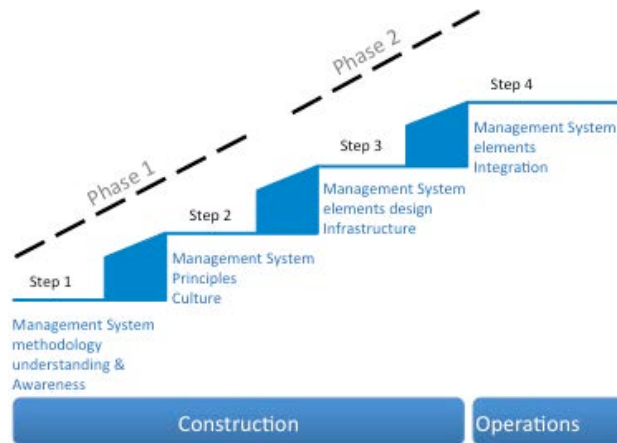 Phase 1
Phase 2
Step 1
Management System
methodology
understanding &
Awareness
Step 2
Management System
Principles
Culture
Step 3
Management System
elements design
Infrastructure
Step 4
Management System
elements
Integration
Construction
Operations